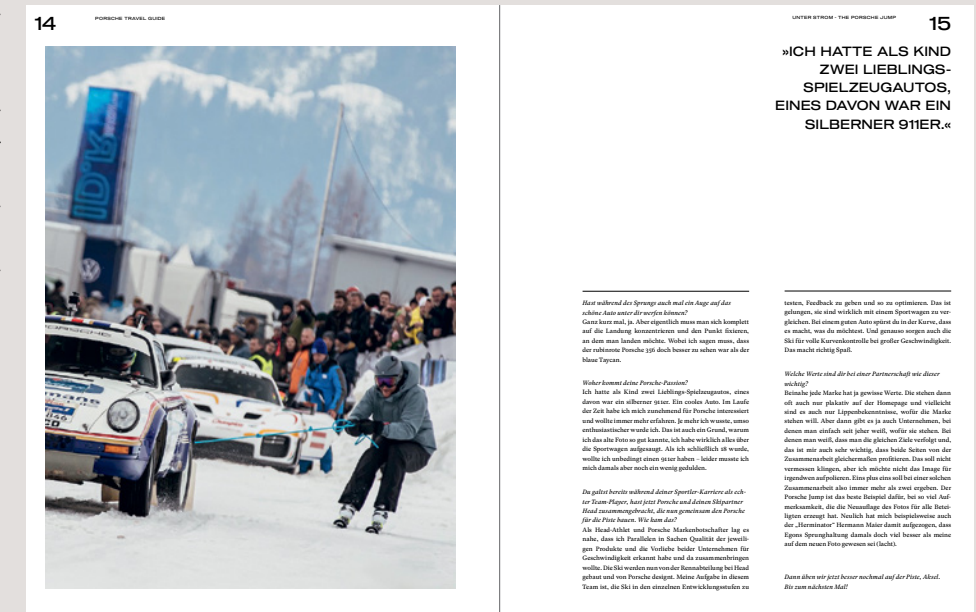 14
PORSCHE TRAVEL GUIDE
PORSCHE
UNTER STROM - THE PORSCHE JUMP
15
»ICH HATTE ALS KIND
ZWEI LIEBLINGS-
SPIELZEUGAUTOS,
EINES DAVON WAR EIN
SILBERNER 911ER.«
Hast während des Sprungs auch mal ein Auge auf das
schöne Auto unter dir werfen können?
Ganz kurz mal, ja. Aber eigentlich muss man sich komplett
auf die Landung konzentrieren und den Punkt fixieren,
an dem man landen möchte. Wobei ich sagen muss, dass
der rubinrote Porsche 356 doch besser zu sehen war als der
blaue Taycan.
Woher kommt deine Porsche-Passion?
Ich hatte als Kind zwei Lieblings-Spielzeugautos, eines
davon war ein silberner 911er. Ein cooles Auto. Im Laufe
der Zeit habe ich mich zunehmend für Porsche interessiert
und wollte immer mehr erfahren. Je mehr ich wusste, umso
enthusiastischer wurde ich. Das ist auch ein Grund, warum
ich das alte Foto so gut kannte, ich habe wirklich alles über
die Sportwagen aufgesaugt. Als ich schließlich 18 wurde,
wollte ich unbedingt einen 911er haben – leider musste ich
mich damals aber noch ein wenig gedulden.
Du galtst bereits während deiner Sportler-Karriere als ech-
ter Team-Player, hast jetzt Porsche und deinen Skipartner
Head zusammengebracht, die nun gemeinsam den Porsche
für die Piste bauen. Wie kam das?
Als Head-Athlet und Porsche Markenbotschafter lag es
nahe, dass ich Parallelen in Sachen Qualität der jeweili-
gen Produkte und die Vorliebe beider Unternehmen für
Geschwindigkeit erkannt habe und da zusammenbringen
wollte. Die Ski werden nun von der Rennabteilung bei Head
gebaut und von Porsche designt. Meine Aufgabe in diesem
Team ist, die Ski in den einzelnen Entwicklungsstufen zu
testen, Feedback zu geben und so zu optimieren. Das ist
gelungen, sie sind wirklich mit einem Sportwagen zu ver-
gleichen. Bei einem guten Auto spürst du in der Kurve, dass
es macht, was du möchtest. Und genauso sorgen auch die
Ski für volle Kurvenkontrolle bei großer Geschwindigkeit.
Das macht richtig Spaß.
Welche Werte sind dir bei einer Partnerschaft wie dieser
wichtig?
Beinahe jede Marke hat ja gewisse Werte. Die stehen dann
oft auch nur plakativ auf der Homepage und vielleicht
sind es auch nur Lippenbekenntnisse, wofür die Marke
stehen will. Aber dann gibt es ja auch Unternehmen, bei
denen man einfach seit jeher weiß, wofür sie stehen. Bei
denen man weiß, dass man die gleichen Ziele verfolgt und,
das ist mir auch sehr wichtig, dass beide Seiten von der
Zusammenarbeit gleichermaßen profitieren. Das soll nicht
vermessen klingen, aber ich möchte nicht das Image für
irgendwen aufpolieren. Eins plus eins soll bei einer solchen
Zusammenarbeit also immer mehr als zwei ergeben. Der
Porsche Jump ist das beste Beispiel dafür, bei so viel Auf-
merksamkeit, die die Neuauflage des Fotos für alle Betei-
ligten erzeugt hat. Neulich hat mich beispielsweise auch
der „Herminator“ Hermann Maier damit aufgezogen, dass
Egons Sprunghaltung damals doch viel besser als meine
auf dem neuen Foto gewesen sei (lacht).
Dann üben wir jetzt besser nochmal auf der Piste, Aksel.
Bis zum nächsten Mal!